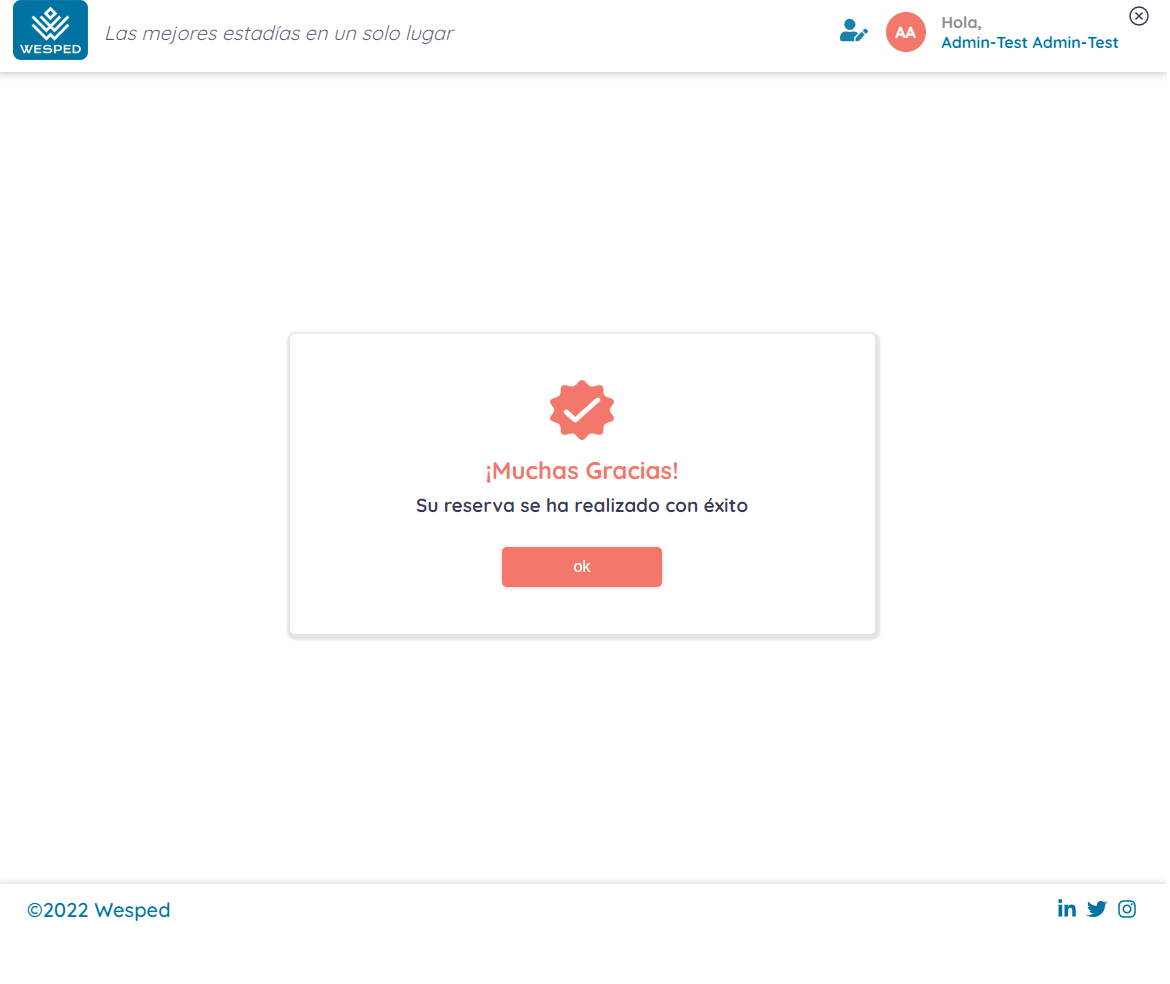 WESPED
Las mejores estadías en un solo lugar
AA
Hola,
Admin-Test Admin-Test
¡Muchas Gracias!
Su reserva se ha realizado con éxito
ok
©2022 Wesped